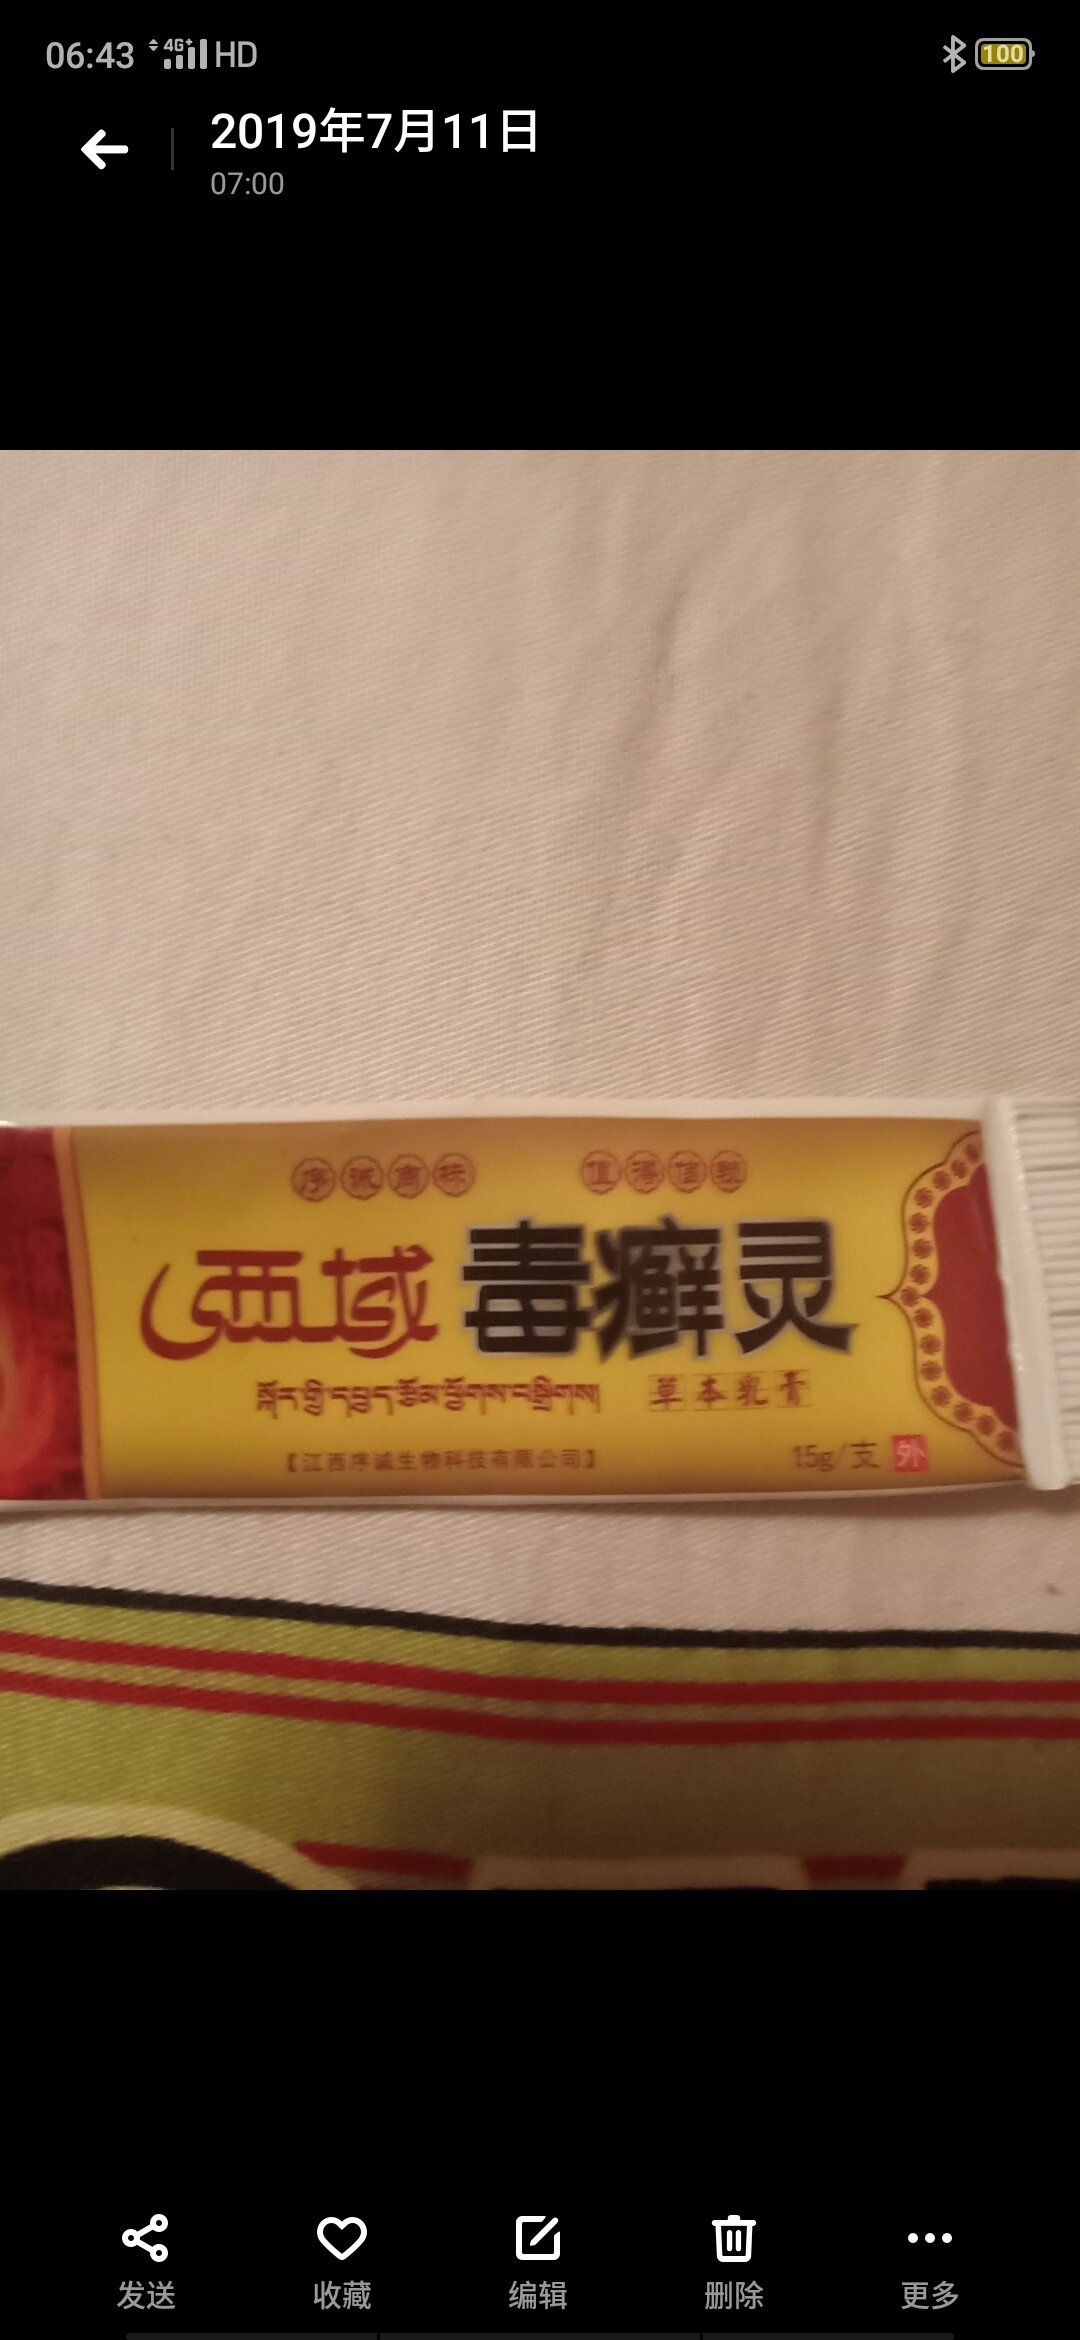 06:43 4G+ HD 100
2019年7月11日
07:00
序诚商标 值得信赖
西域 毒癣灵
草本乳膏
【江西序诚生物科技有限公司】 15g/支 外
发送 收藏 编辑 删除 更多